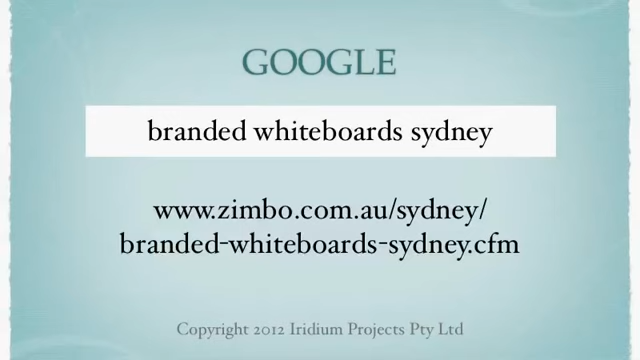 GOOGLE
branded whiteboards sydney
www.zimbo.com.au/sydney/
branded-whiteboards-sydney.cfm
Copyright 2012 Iridium Projects Pty Ltd